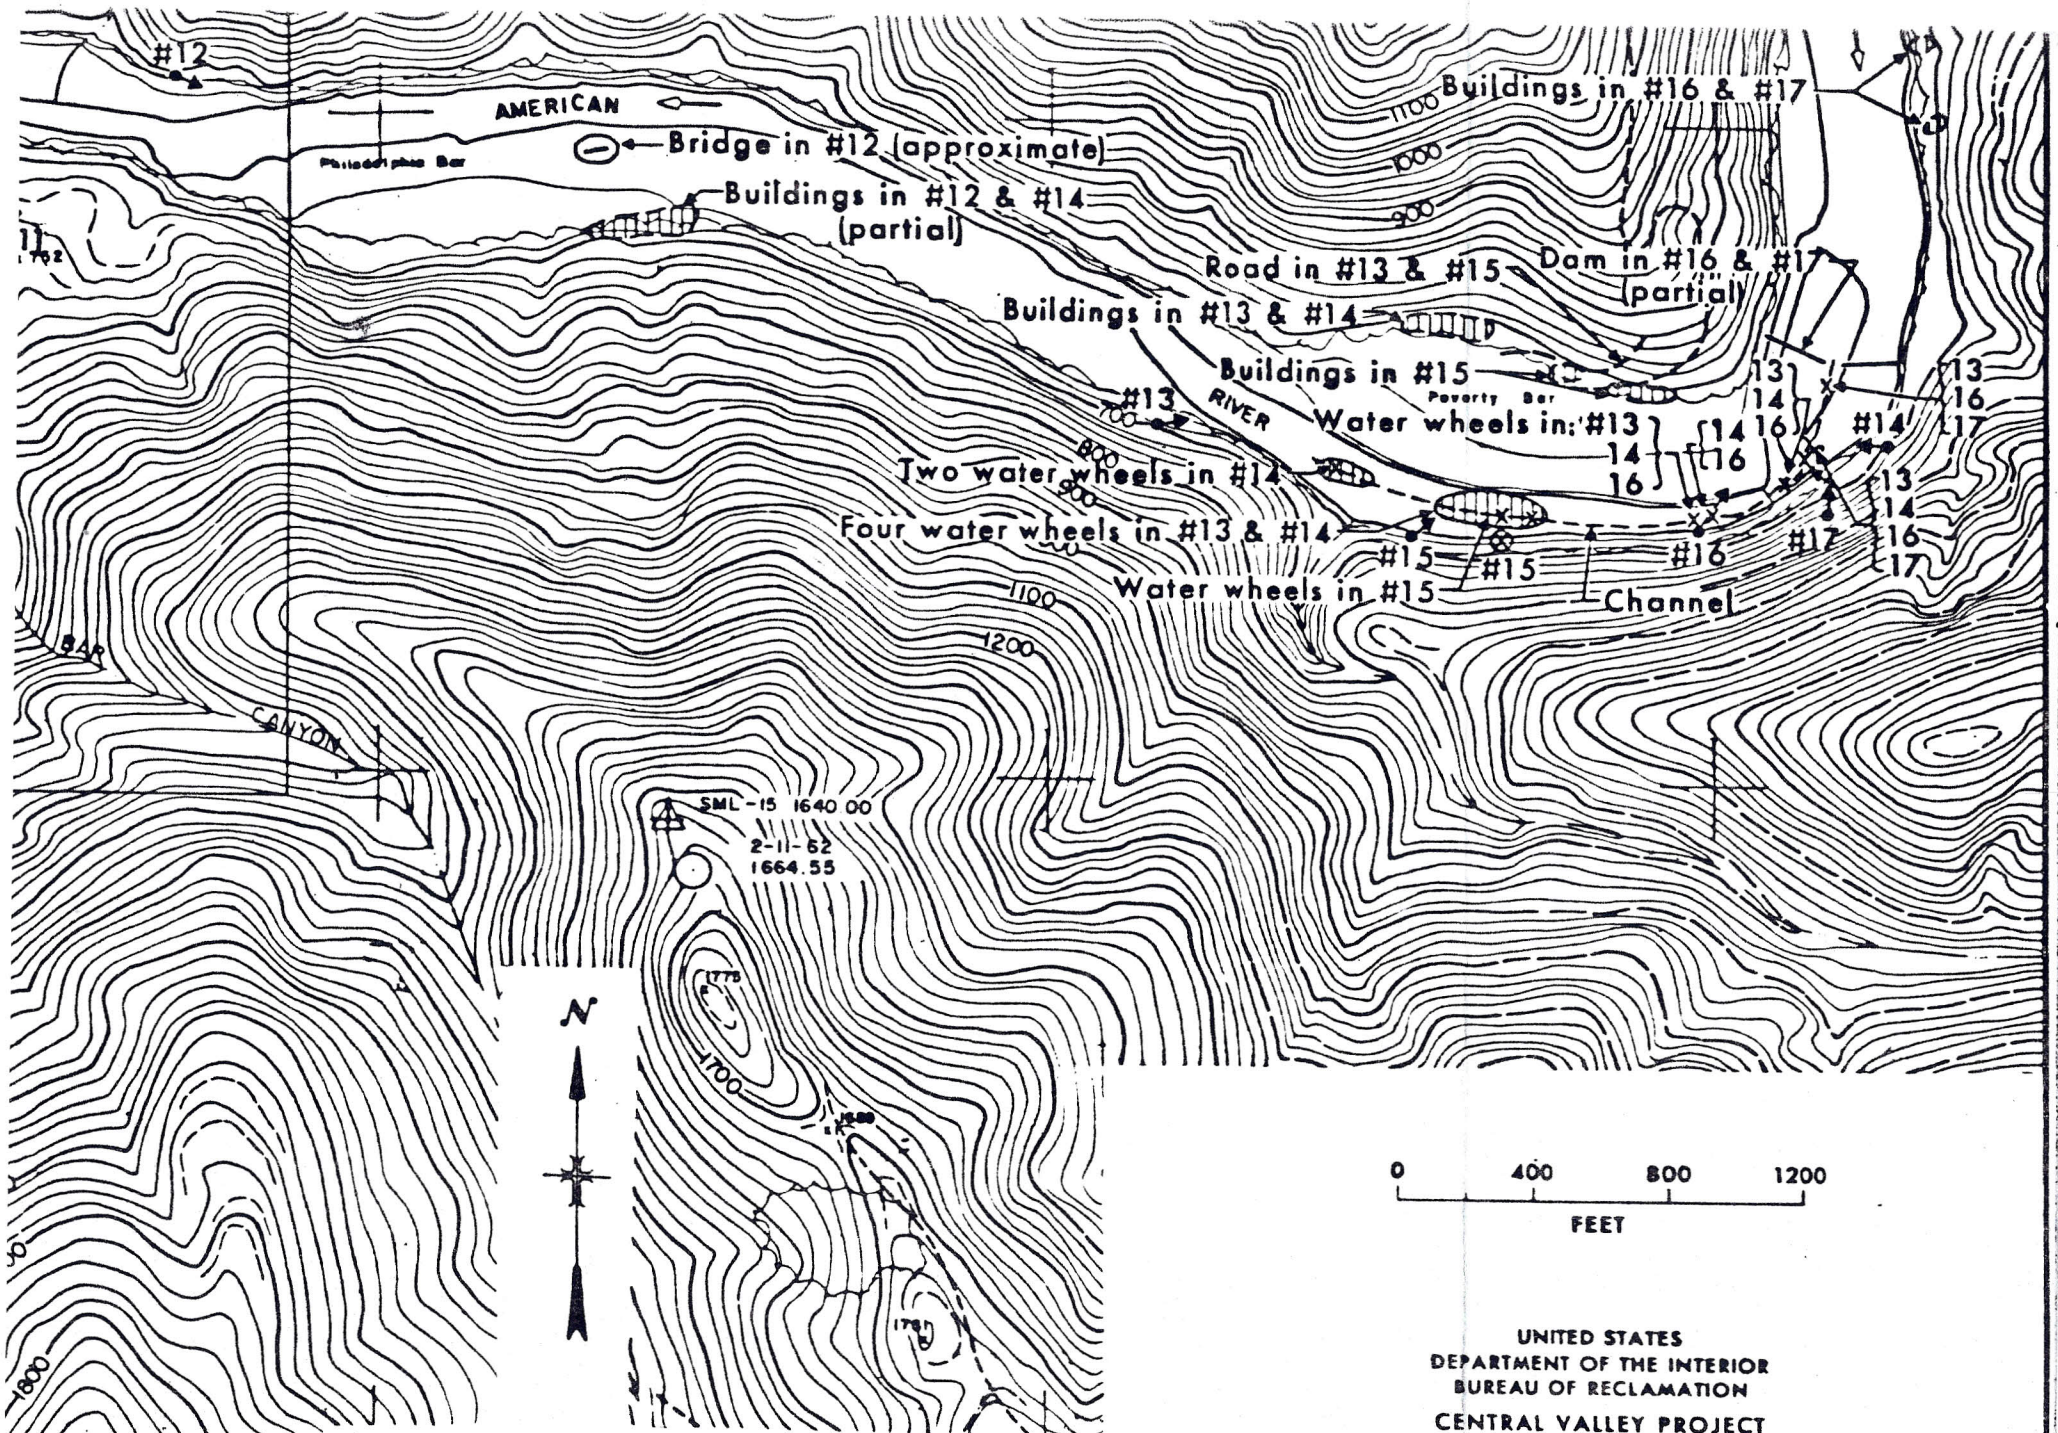 #12
AMERICAN
Philadelphia Bar
Bridge in #12 (approximate)
Buildings in #12 & #14
(partial)
Buildings in #16 & #17
1100
1000
900
Road in #13 & #15
Dam in #16 & #17
(partial)
Buildings in #13 & #14
Buildings in #15
Poverty Bar
13
14
16
13
16
17
#13
700
RIVER
Water wheels in: #13
14
16
14
16
#14
800
Two water wheels in #14
900
13
14
16
17
Four water wheels in #13 & #14
#15
#15
#16
#17
Water wheels in #15
Channel
1100
1200
BAR
CANYON
SML-15 1640.00
2-11-62
1664.55
1775
N
1700
1689
1761
1800
0 400 800 1200
FEET
UNITED STATES
DEPARTMENT OF THE INTERIOR
BUREAU OF RECLAMATION
CENTRAL VALLEY PROJECT